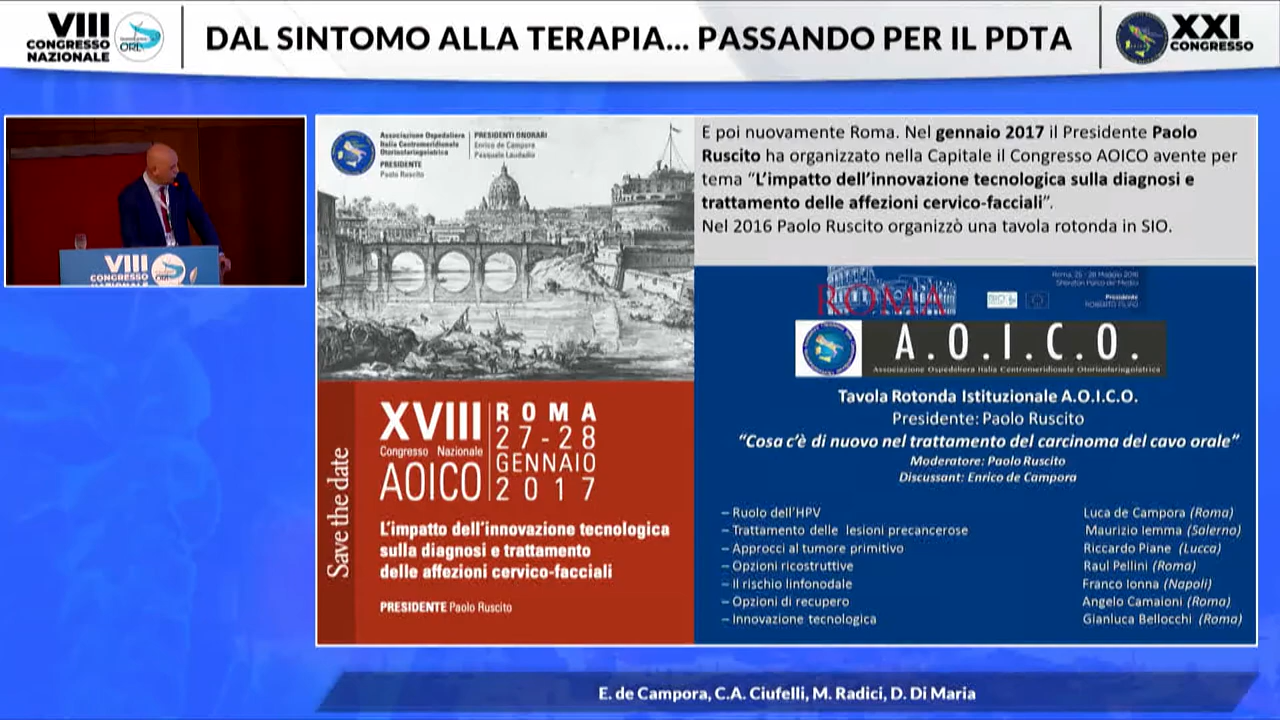 VIII
CONGRESSO
NAZIONALE
DAL SINTOMO ALLA TERAPIA... PASSANDO PER IL PDTA
XXI
CONGRESSO
VIII
CONGRESSO
NAZIONALE
Associazione Ospedaliera
Italia Centromeridionale
Otorinolaringoiatrica
PRESIDENTE
Paolo Ruscito
PRESIDENTI ONORARI
Enrico de Campora
Pasquale Laudadio
Save the date
XVIII
Congresso Nazionale
AOICO
ROMA
27-28
GENNAIO
2017
L'impatto dell'innovazione tecnologica
sulla diagnosi e trattamento
delle affezioni cervico-facciali
PRESIDENTE Paolo Ruscito
E poi nuovamente Roma. Nel gennaio 2017 il Presidente Paolo
Ruscito ha organizzato nella Capitale il Congresso AOICO avente per
tema “L’impatto dell’innovazione tecnologica sulla diagnosi e
trattamento delle affezioni cervico-facciali”.
Nel 2016 Paolo Ruscito organizzò una tavola rotonda in SIO.
ROMA
Roma, 25 - 28 Maggio 2016
Presidente
A.O.I.C.O.
Associazione Ospedaliera Italia Centromeridionale Otorinolaringoiatrica
Tavola Rotonda Istituzionale A.O.I.C.O.
Presidente: Paolo Ruscito
“Cosa c’è di nuovo nel trattamento del carcinoma del cavo orale”
Moderatore: Paolo Ruscito
Discussant: Enrico de Campora
– Ruolo dell’HPV Luca de Campora (Roma)
– Trattamento delle lesioni precancerose Maurizio Iemma (Salerno)
– Approcci al tumore primitivo Riccardo Piane (Lucca)
– Opzioni ricostruttive Raul Pellini (Roma)
– Il rischio linfonodale Franco Ionna (Napoli)
– Opzioni di recupero Angelo Camaioni (Roma)
– Innovazione tecnologica Gianluca Bellocchi (Roma)
E. de Campora, C.A. Ciufelli, M. Radici, D. Di Maria